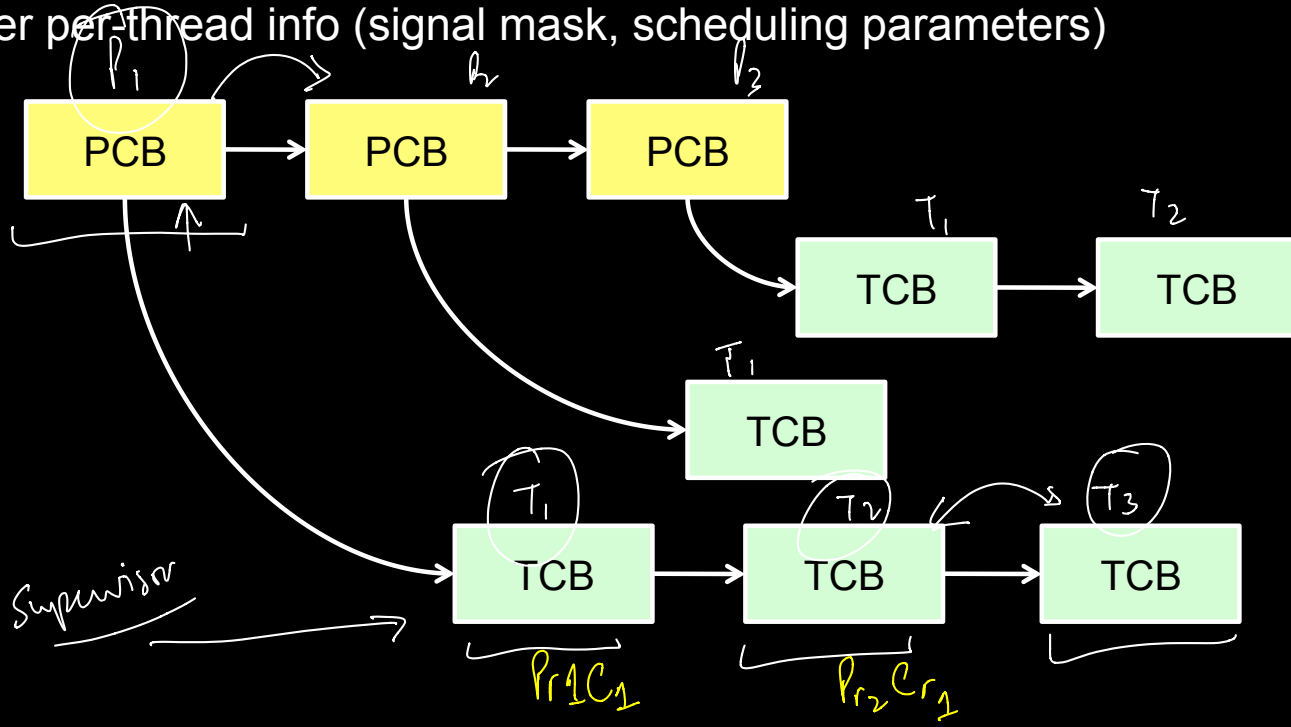 er per-thread info (signal mask, scheduling parameters)
P1 P2 P3
PCB PCB PCB
T1 T2
TCB TCB
T1
TCB
T1 T2 T3
TCB TCB TCB
Supervisor
Pr1C1 Pr2Cr1